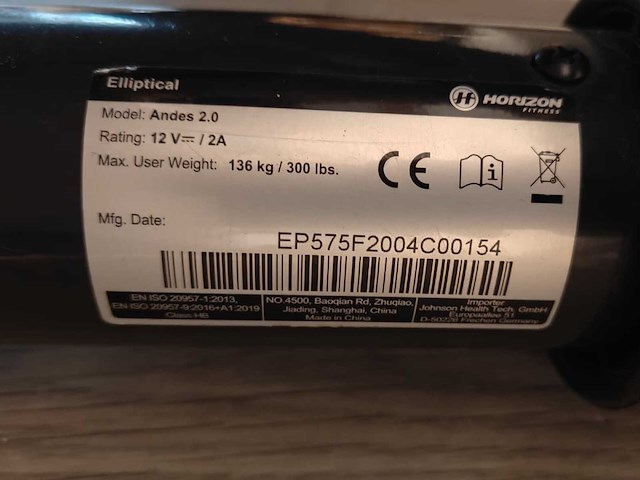 Elliptical
HORIZON
FITNESS
Model: Andes 2.0
Rating: 12 V⎓ / 2A
Max. User Weight: 136 kg / 300 lbs.
Mfg. Date:
EP575F2004C00154
EN ISO 20957-1:2013,
EN ISO 20957-9:2016+A1:2019
Class HB
NO.4500, Baoqian Rd, Zhuqiao,
Jiading, Shanghai, China
Made in China
Importer
Johnson Health Tech. GmbH
Europaallee 51
D-50226 Frechen Germany